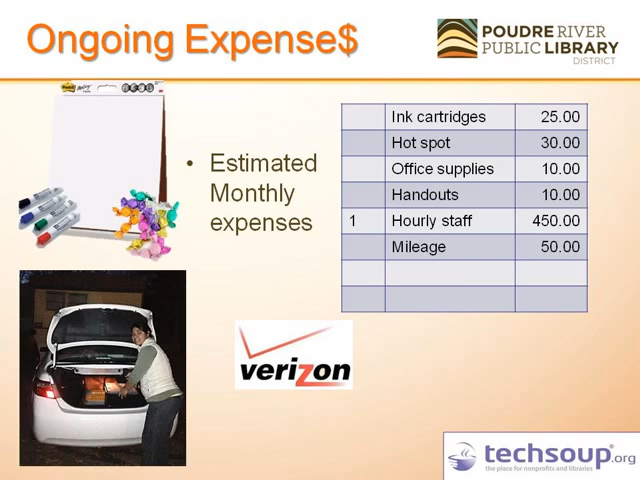 Ongoing Expense$
POUDRE RIVER
PUBLIC LIBRARY
DISTRICT
Post-it
• Estimated
Monthly
expenses
Ink cartridges 25.00
Hot spot 30.00
Office supplies 10.00
Handouts 10.00
1 Hourly staff 450.00
Mileage 50.00
verizon
techsoup.org
the place for nonprofits and libraries